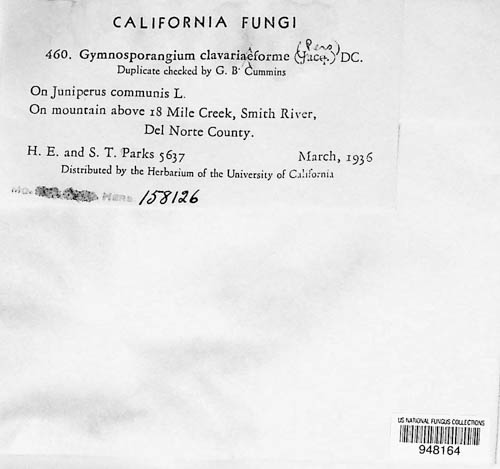 CALIFORNIA FUNGI
460. Gymnosporangium clavariaeforme (Pers) (Jacq.) DC.
Duplicate checked by G. B. Cummins
On Juniperus communis L.
On mountain above 18 Mile Creek, Smith River,
Del Norte County.
H. E. and S. T. Parks 5637 March, 1936
Distributed by the Herbarium of the University of California
Mo. Herb. 158126
US NATIONAL FUNGUS COLLECTIONS
948164